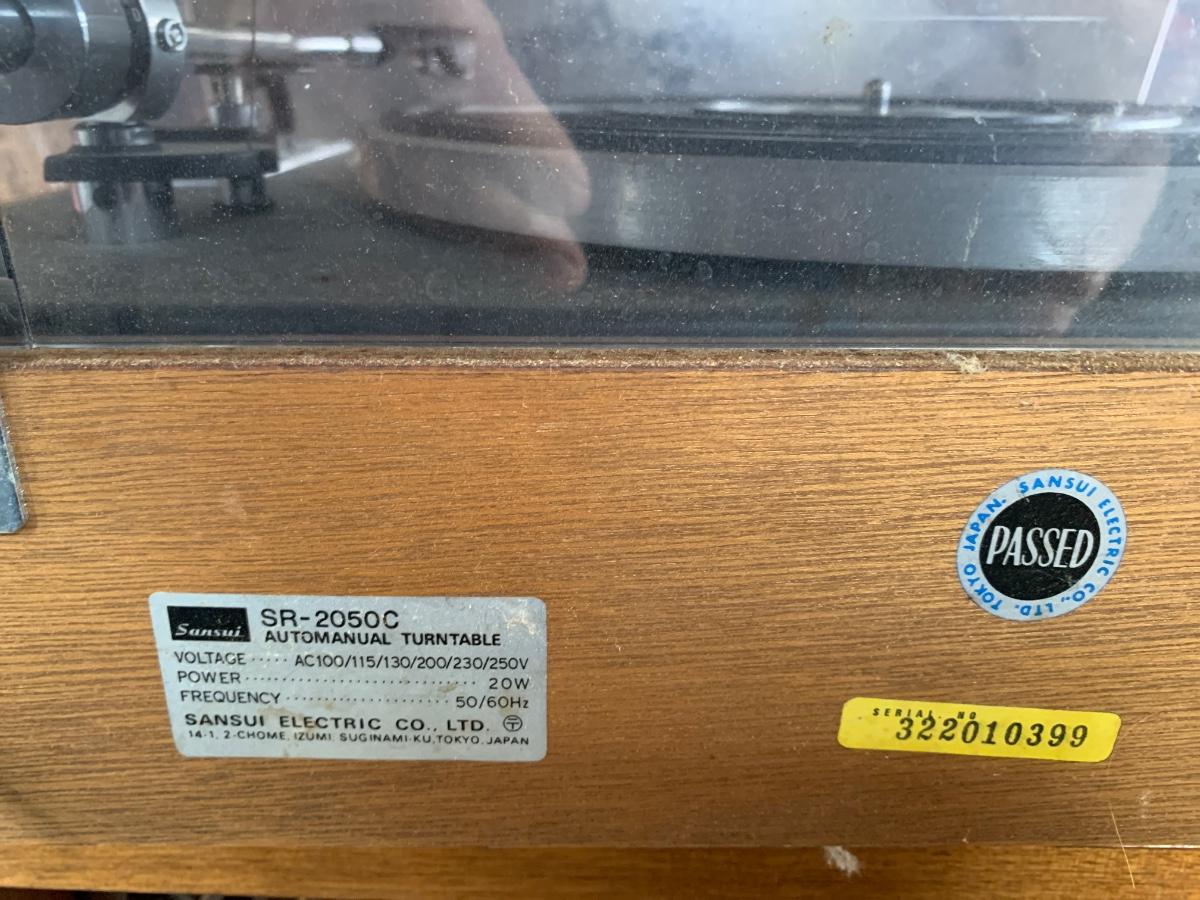 SANSUI ELECTRIC CO., LTD. TOKYO JAPAN.
PASSED
Sansui
SR-2050C
AUTOMANUAL TURNTABLE
VOLTAGE ····· AC100/115/130/200/230/250V
POWER ···························· 20W
FREQUENCY ···················· 50/60Hz
SANSUI ELECTRIC CO., LTD. 〶
14-1, 2-CHOME, IZUMI, SUGINAMI-KU, TOKYO, JAPAN
SERIAL NO
322010399